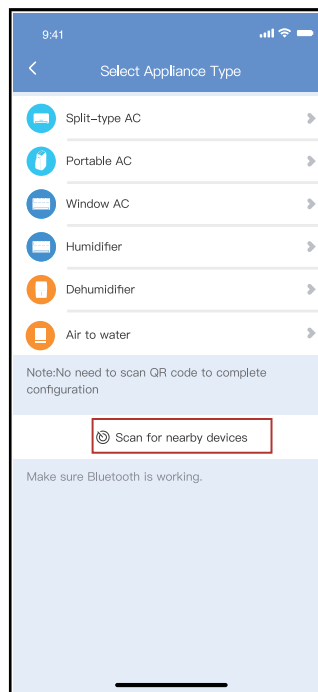 9:41
Select Appliance Type
Split-type AC
Portable AC
Window AC
Humidifier
Dehumidifier
Air to water
Note:No need to scan QR code to complete
configuration
Scan for nearby devices
Make sure Bluetooth is working.